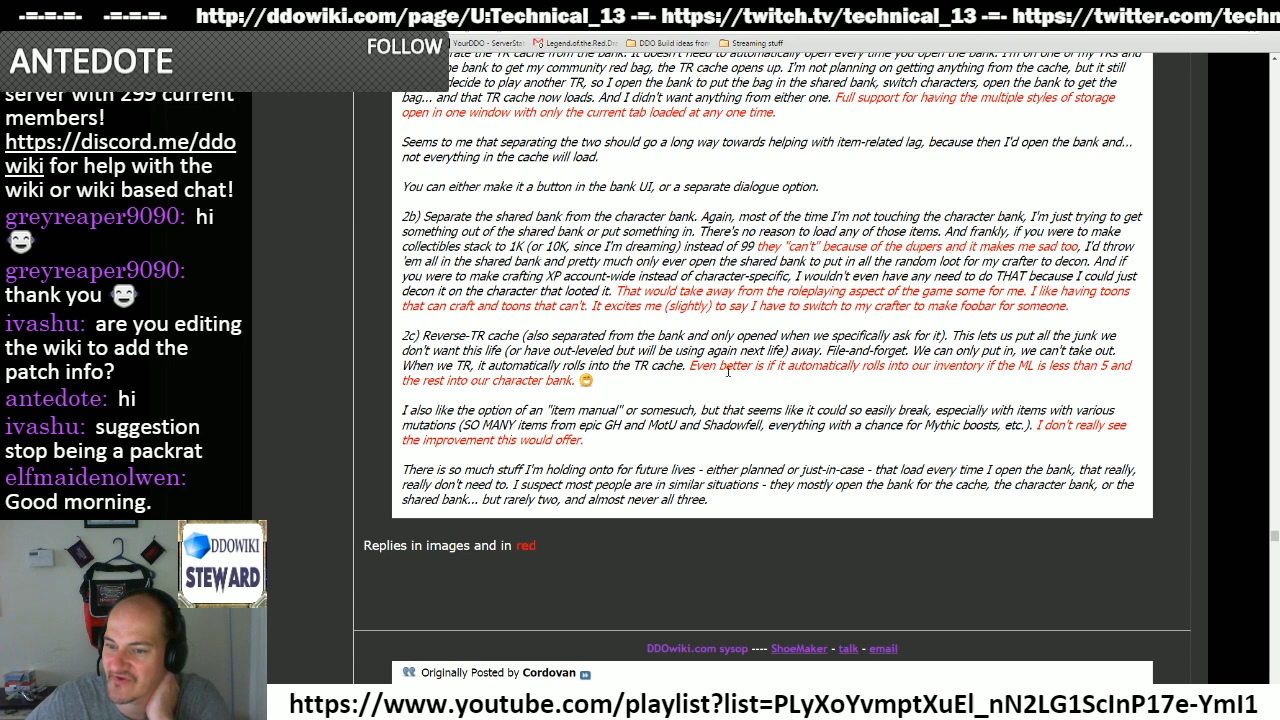 -=-=-=-    -=-=-=-    http://ddowiki.com/page/U:Technical_13 -=- https://twitch.tv/technical_13 -=- https://twitter.com/techn
ANTEDOTE
FOLLOW
YourDDO - ServerStat
Legend.of.the.Red.Dr
DDO Build ideas from
Streaming stuff
server with 299 current
members!
https://discord.me/ddo
wiki for help with the
wiki or wiki based chat!
greyreaper9090: hi
greyreaper9090:
thank you
ivashu: are you editing
the wiki to add the
patch info?
antedote: hi
ivashu: suggestion
stop being a packrat
elfmaidenolwen:
Good morning.
DDOWIKI
STEWARD
the bank to get my community red bag, the TR cache opens up. I'm not planning on getting anything from the cache, but it still
decide to play another TR, so I open the bank to put the bag in the shared bank, switch characters, open the bank to get the
bag... and that TR cache now loads. And I didn't want anything from either one. Full support for having the multiple styles of storage
open in one window with only the current tab loaded at any one time.
Seems to me that separating the two should go a long way towards helping with item-related lag, because then I'd open the bank and...
not everything in the cache will load.
You can either make it a button in the bank UI, or a separate dialogue option.
2b) Separate the shared bank from the character bank. Again, most of the time I'm not touching the character bank, I'm just trying to get
something out of the shared bank or put something in. There's no reason to load any of those items. And frankly, if you were to make
collectibles stack to 1K (or 10K, since I'm dreaming) instead of 99 they "can't" because of the dupers and it makes me sad too, I'd throw
'em all in the shared bank and pretty much only ever open the shared bank to put in all the random loot for my crafter to decon. And if
you were to make crafting XP account-wide instead of character-specific, I wouldn't even have any need to do THAT because I could just
decon it on the character that looted it. That would take away from the roleplaying aspect of the game some for me. I like having toons
that can craft and toons that can't. It excites me (slightly) to say I have to switch to my crafter to make foobar for someone.
2c) Reverse-TR cache (also separated from the bank and only opened when we specifically ask for it). This lets us put all the junk we
don't want this life (or have out-leveled but will be using again next life) away. File-and-forget. We can only put in, we can't take out.
When we TR, it automatically rolls into the TR cache. Even better is if it automatically rolls into our inventory if the ML is less than 5 and
the rest into our character bank.
I also like the option of an "item manual" or somesuch, but that seems like it could so easily break, especially with items with various
mutations (SO MANY items from epic GH and MotU and Shadowfell, everything with a chance for Mythic boosts, etc.). I don't really see
the improvement this would offer.
There is so much stuff I'm holding onto for future lives - either planned or just-in-case - that load every time I open the bank, that really,
really don't need to. I suspect most people are in similar situations - they mostly open the bank for the cache, the character bank, or the
shared bank... but rarely two, and almost never all three.
Replies in images and in red
DDOwiki.com sysop ---- ShoeMaker - talk - email
Originally Posted by Cordovan
https://www.youtube.com/playlist?list=PLyXoYvmptXuEl_nN2LG1ScInP17e-YmI1